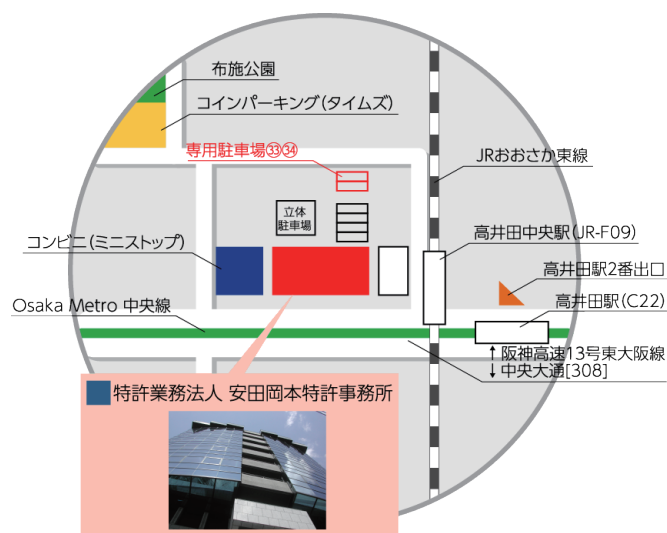 布施公園
コインパーキング(タイムズ)
専用駐車場㉝㉞
JRおおさか東線
立体
駐車場
コンビニ(ミニストップ)
高井田中央駅(JR-F09)
高井田駅2番出口
Osaka Metro 中央線
高井田駅(C22)
↑阪神高速13号東大阪線
↓中央大通[308]
特許業務法人 安田岡本特許事務所